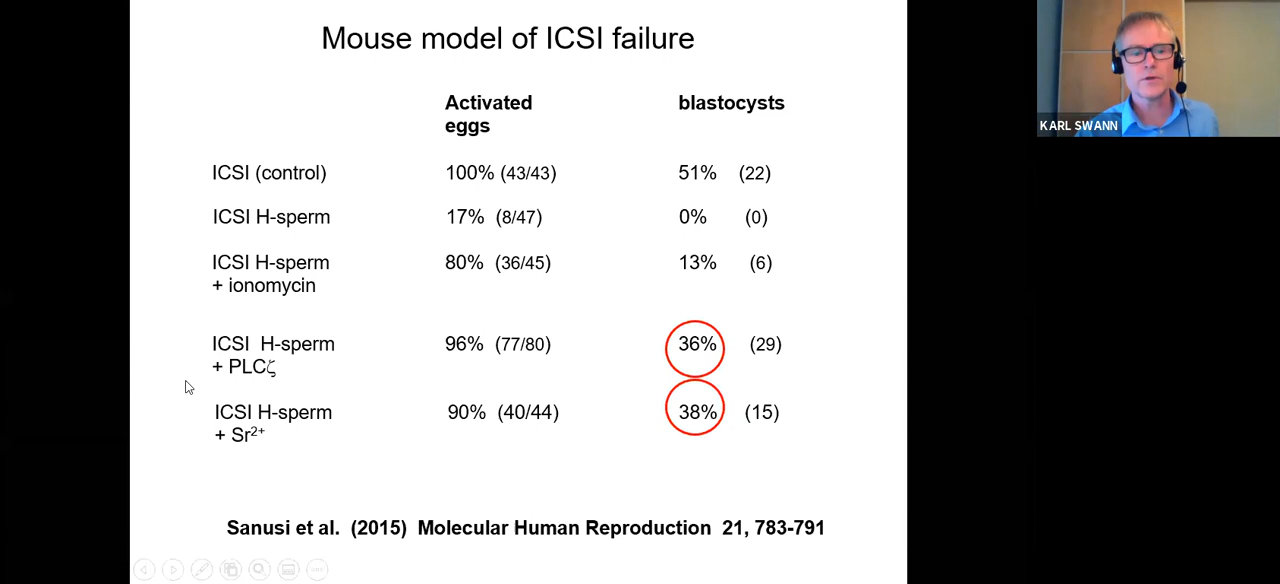 Mouse model of ICSI failure
Activated eggs blastocysts
ICSI (control) 100% (43/43) 51% (22)
ICSI H-sperm 17% (8/47) 0% (0)
ICSI H-sperm 80% (36/45) 13% (6)
+ ionomycin
ICSI H-sperm 96% (77/80) 36% (29)
+ PLCζ
ICSI H-sperm 90% (40/44) 38% (15)
+ Sr²⁺
Sanusi et al. (2015) Molecular Human Reproduction 21, 783-791
KARL SWANN